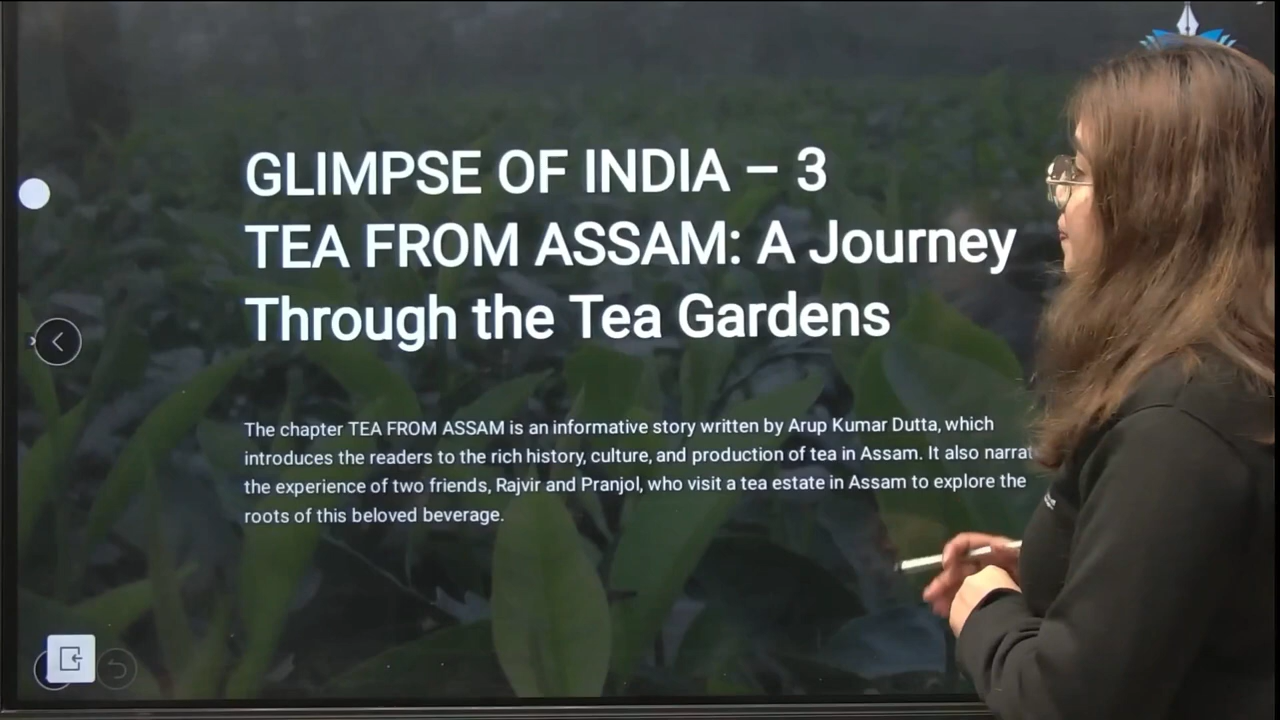 GLIMPSE OF INDIA – 3
TEA FROM ASSAM: A Journey
Through the Tea Gardens
The chapter TEA FROM ASSAM is an informative story written by Arup Kumar Dutta, which
introduces the readers to the rich history, culture, and production of tea in Assam. It also narrat
the experience of two friends, Rajvir and Pranjol, who visit a tea estate in Assam to explore the
roots of this beloved beverage.